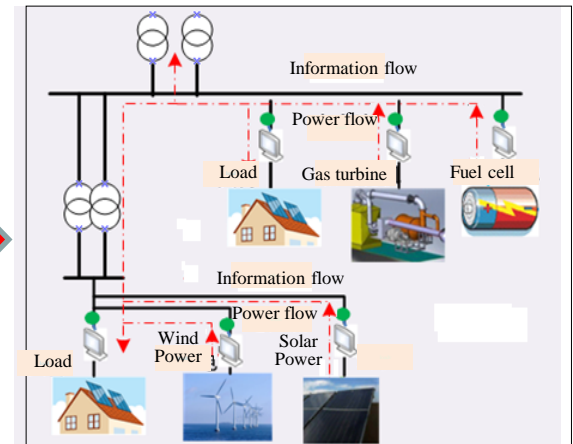 Information flow
Power flow
Load
Gas turbine
Fuel cell
Information flow
Power flow
Wind
Power
Solar
Power
Load